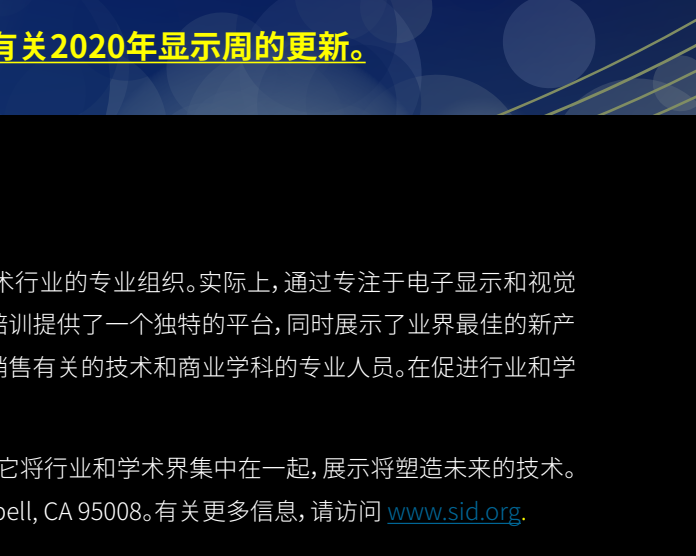 有关2020年显示周的更新。
术行业的专业组织。实际上，通过专注于电子显示和视觉
培训提供了一个独特的平台，同时展示了业界最佳的新产
销售有关的技术和商业学科的专业人员。在促进行业和学
它将行业和学术界集中在一起，展示将塑造未来的技术。
bell, CA 95008。有关更多信息，请访问 www.sid.org.